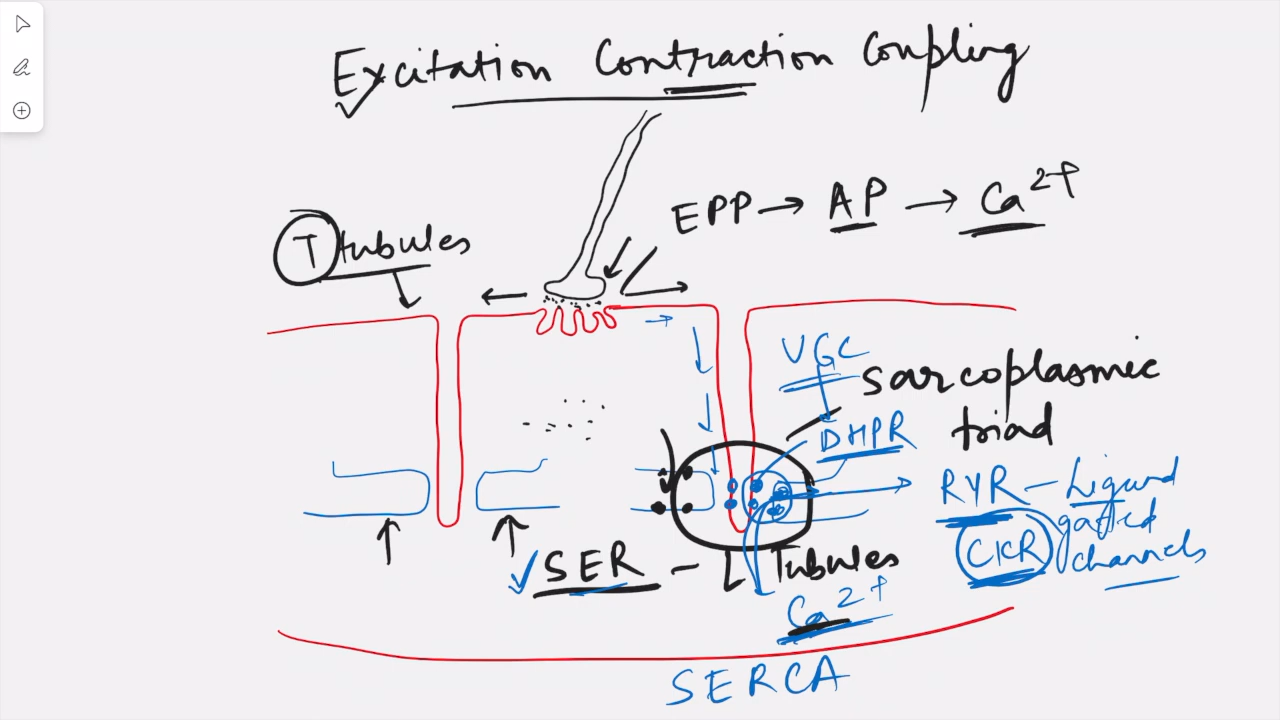 Excitation Contraction Coupling
EPP → AP → Ca2+
T tubules
VGC
sarcoplasmic
triad
DHPR
RYR - Ligand
gated
channels
CKR
SER - L Tubules
Ca2+
SERCA